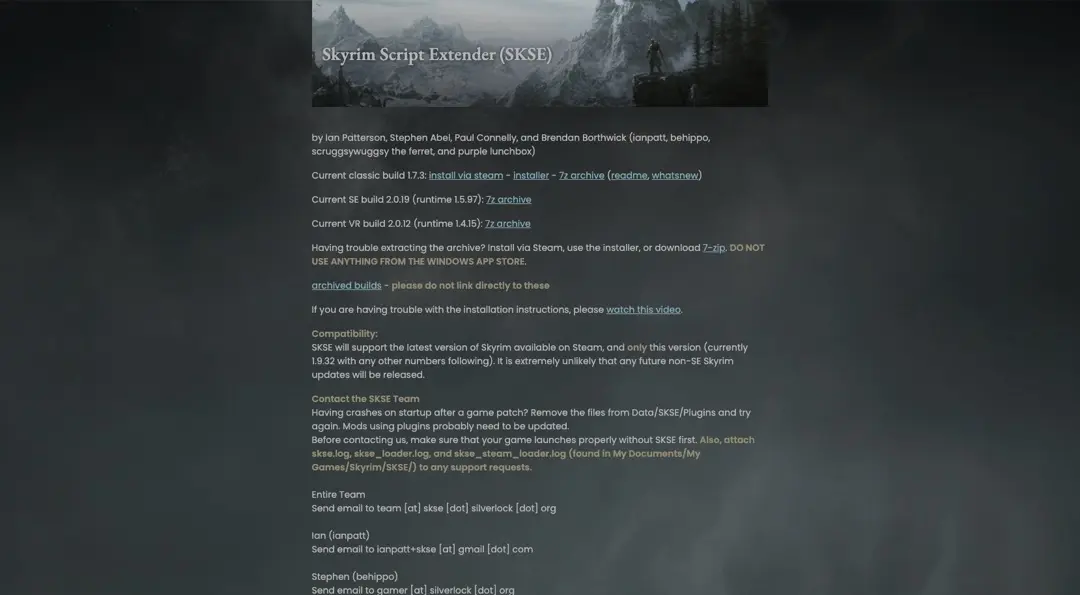 Skyrim Script Extender (SKSE)
by Ian Patterson, Stephen Abel, Paul Connelly, and Brendan Borthwick (ianpatt, behippo,
scruggsywuggsy the ferret, and purple lunchbox)
Current classic build 1.7.3: install via steam - installer - 7z archive (readme, whatsnew)
Current SE build 2.0.19 (runtime 1.5.97): 7z archive
Current VR build 2.0.12 (runtime 1.4.15): 7z archive
Having trouble extracting the archive? Install via Steam, use the installer, or download 7-zip. DO NOT
USE ANYTHING FROM THE WINDOWS APP STORE.
archived builds - please do not link directly to these
If you are having trouble with the installation instructions, please watch this video.
Compatibility:
SKSE will support the latest version of Skyrim available on Steam, and only this version (currently
1.9.32 with any other numbers following). It is extremely unlikely that any future non-SE Skyrim
updates will be released.
Contact the SKSE Team
Having crashes on startup after a game patch? Remove the files from Data/SKSE/Plugins and try
again. Mods using plugins probably need to be updated.
Before contacting us, make sure that your game launches properly without SKSE first. Also, attach
skse.log, skse_loader.log, and skse_steam_loader.log (found in My Documents/My
Games/Skyrim/SKSE/) to any support requests.
Entire Team
Send email to team [at] skse [dot] silverlock [dot] org
Ian (ianpatt)
Send email to ianpatt+skse [at] gmail [dot] com
Stephen (behippo)
Send email to gamer [at] silverlock [dot] org